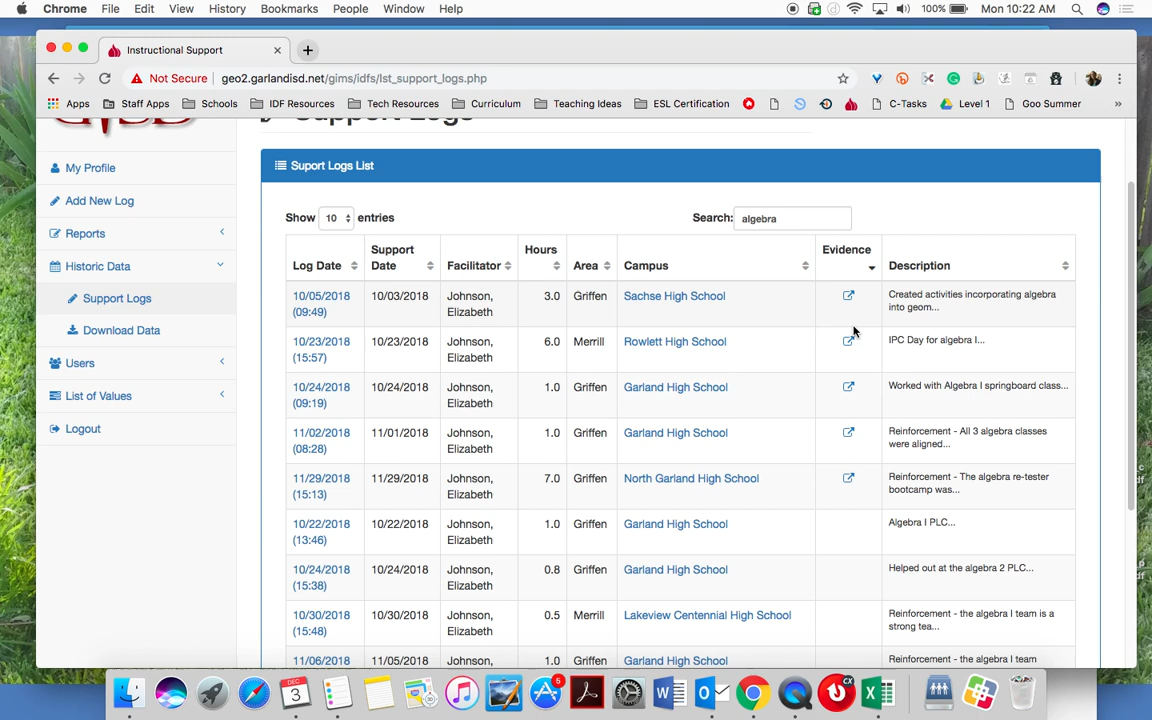 Chrome File Edit View History Bookmarks People Window Help 100% Mon 10:22 AM
Instructional Support
Not Secure geo2.garlandisd.net/gims/idfs/lst_support_logs.php
Apps Staff Apps Schools IDF Resources Tech Resources Curriculum Teaching Ideas ESL Certification C-Tasks Level 1 Goo Summer »
Support Logs
My Profile
Add New Log
Reports
Historic Data
Support Logs
Download Data
Users
List of Values
Logout
Suport Logs List
Show 10 entries Search: algebra
Log Date Support Date Facilitator Hours Area Campus Evidence Description
10/05/2018 10/03/2018 Johnson, 3.0 Griffen Sachse High School Created activities incorporating algebra
(09:49) Elizabeth into geom...
10/23/2018 10/23/2018 Johnson, 6.0 Merrill Rowlett High School IPC Day for algebra I...
(15:57) Elizabeth
10/24/2018 10/24/2018 Johnson, 1.0 Griffen Garland High School Worked with Algebra I springboard class...
(09:19) Elizabeth
11/02/2018 11/01/2018 Johnson, 1.0 Griffen Garland High School Reinforcement - All 3 algebra classes
(08:28) Elizabeth were aligned...
11/29/2018 11/29/2018 Johnson, 7.0 Griffen North Garland High School Reinforcement - The algebra re-tester
(15:13) Elizabeth bootcamp was...
10/22/2018 10/22/2018 Johnson, 1.0 Griffen Garland High School Algebra I PLC...
(13:46) Elizabeth
10/24/2018 10/24/2018 Johnson, 0.8 Griffen Garland High School Helped out at the algebra 2 PLC...
(15:38) Elizabeth
10/30/2018 10/30/2018 Johnson, 0.5 Merrill Lakeview Centennial High School Reinforcement - the algebra I team is a
(15:48) Elizabeth strong tea...
11/06/2018 11/05/2018 Johnson, 1.0 Griffen Garland High School Reinforcement - the algebra I team
DEC
3
5
CX